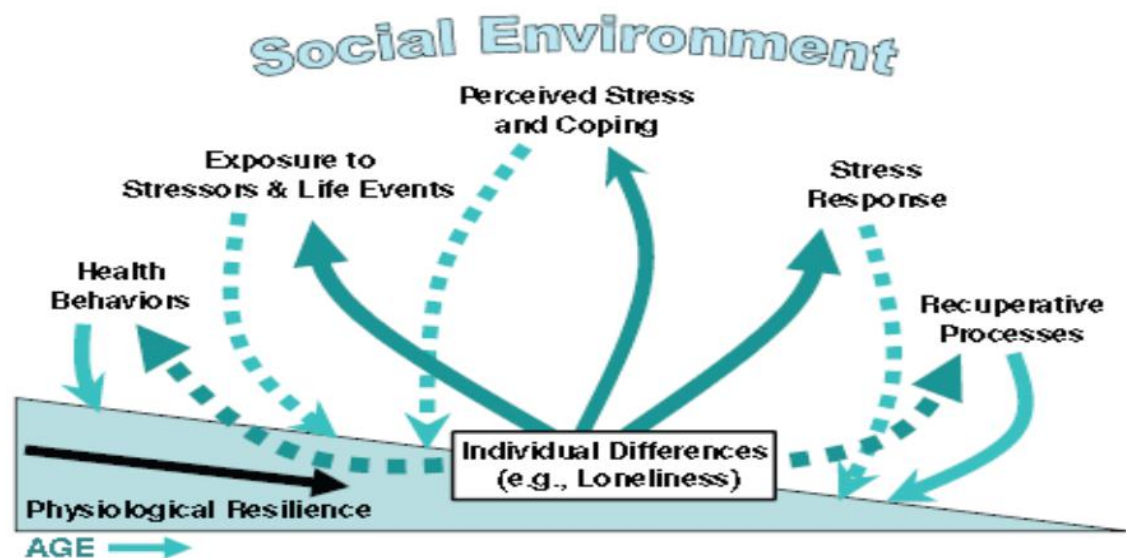 Social Environment
Perceived Stress
and Coping
Exposure to
Stressors & Life Events
Stress
Response
Health
Behaviors
Recuperative
Processes
Individual Differences
(e.g., Loneliness)
Physiological Resilience
AGE